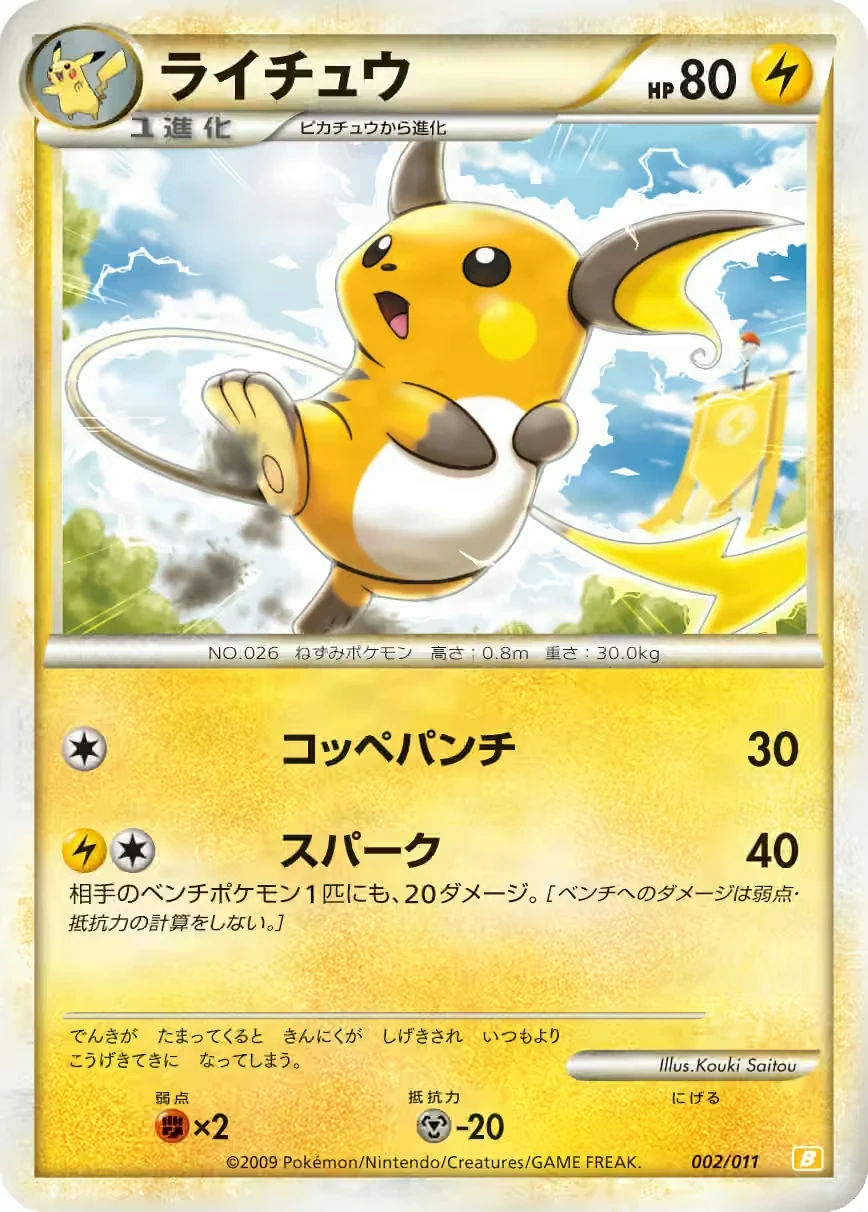 ライチュウ
HP80
1進化
ピカチュウから進化
NO.026 ねずみポケモン 高さ:0.8m 重さ:30.0kg
コッペパンチ 30
スパーク 40
相手のベンチポケモン1匹にも、20ダメージ。[ベンチへのダメージは弱点・
抵抗力の計算をしない。]
でんきが たまってくると きんにくが しげきされ いつもより
こうげきてきに なってしまう。
Illus.Kouki Saitou
弱点 抵抗力 にげる
×2 -20
©2009 Pokémon/Nintendo/Creatures/GAME FREAK. 002/011 B